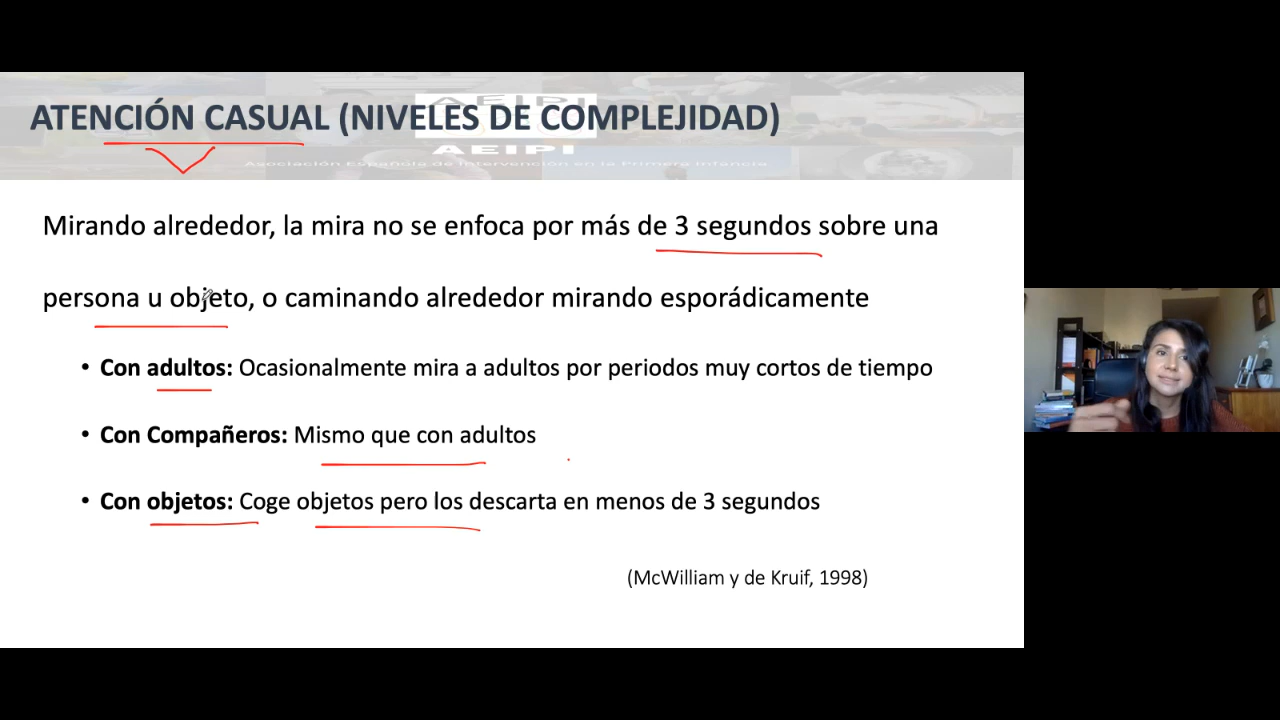 ATENCIÓN CASUAL (NIVELES DE COMPLEJIDAD)
AEIPI
AEIPI
Asociación Española de Intervención en la Primera Infancia
Mirando alrededor, la mira no se enfoca por más de 3 segundos sobre una
persona u objeto, o caminando alrededor mirando esporádicamente
• Con adultos: Ocasionalmente mira a adultos por periodos muy cortos de tiempo
• Con Compañeros: Mismo que con adultos
• Con objetos: Coge objetos pero los descarta en menos de 3 segundos
(McWilliam y de Kruif, 1998)